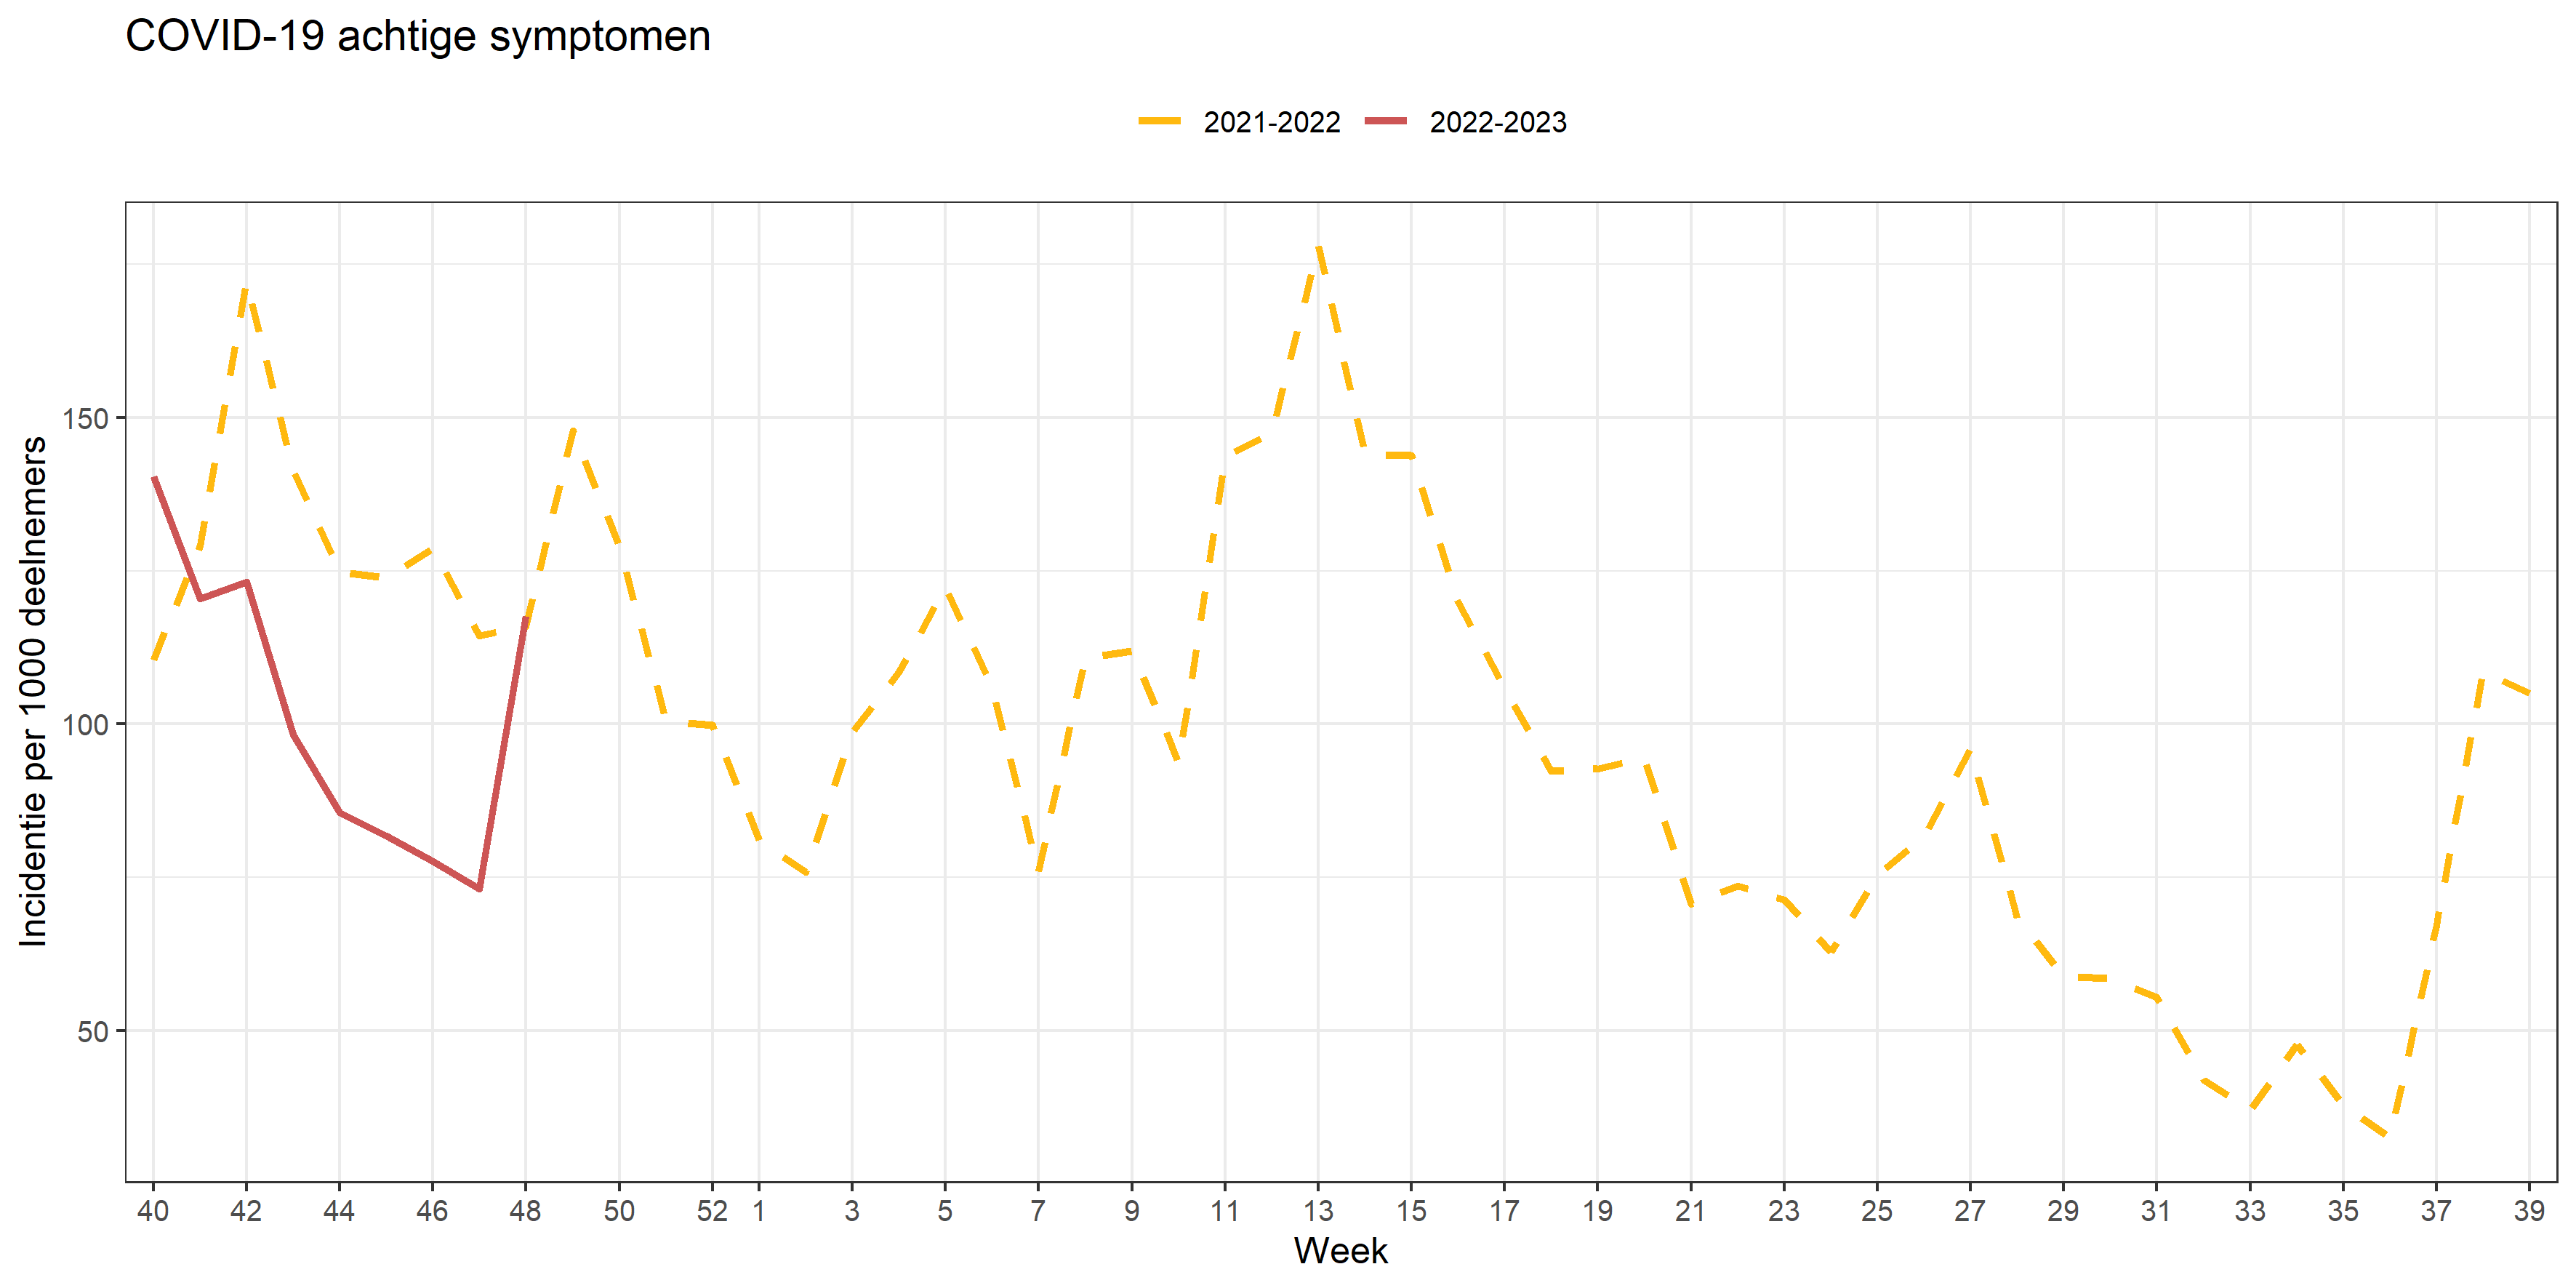 COVID-19 achtige symptomen
2021-2022 2022-2023
Incidentie per 1000 deelnemers
150
100
50
40 42 44 46 48 50 52 1 3 5 7 9 11 13 15 17 19 21 23 25 27 29 31 33 35 37 39
Week